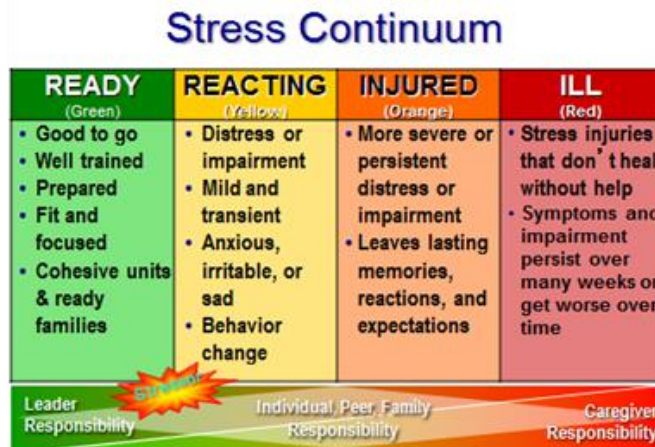 Stress Continuum
READY
(Green)
• Good to go
• Well trained
• Prepared
• Fit and
focused
• Cohesive units
& ready
families
REACTING
(Yellow)
• Distress or
impairment
• Mild and
transient
• Anxious,
irritable, or
sad
• Behavior
change
INJURED
(Orange)
• More severe or
persistent
distress or
impairment
• Leaves lasting
memories,
reactions, and
expectations
ILL
(Red)
• Stress injuries
that don't heal
without help
• Symptoms and
impairment
persist over
many weeks or
get worse over
time
Stressor
Leader
Responsibility
Individual, Peer, Family
Responsibility
Caregiver
Responsibility